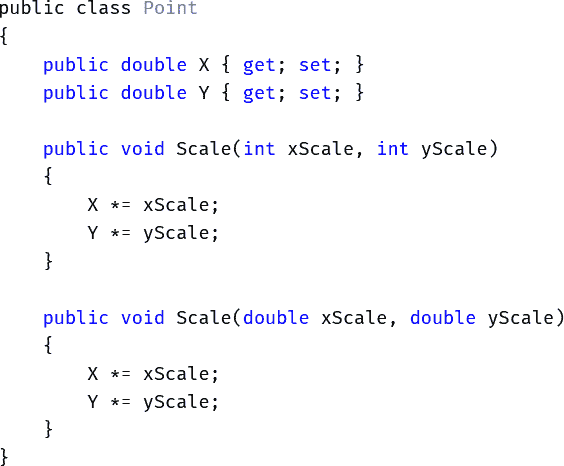 public class Point
{
    public double X { get; set; }
    public double Y { get; set; }

    public void Scale(int xScale, int yScale)
    {
        X *= xScale;
        Y *= yScale;
    }

    public void Scale(double xScale, double yScale)
    {
        X *= xScale;
        Y *= yScale;
    }
}